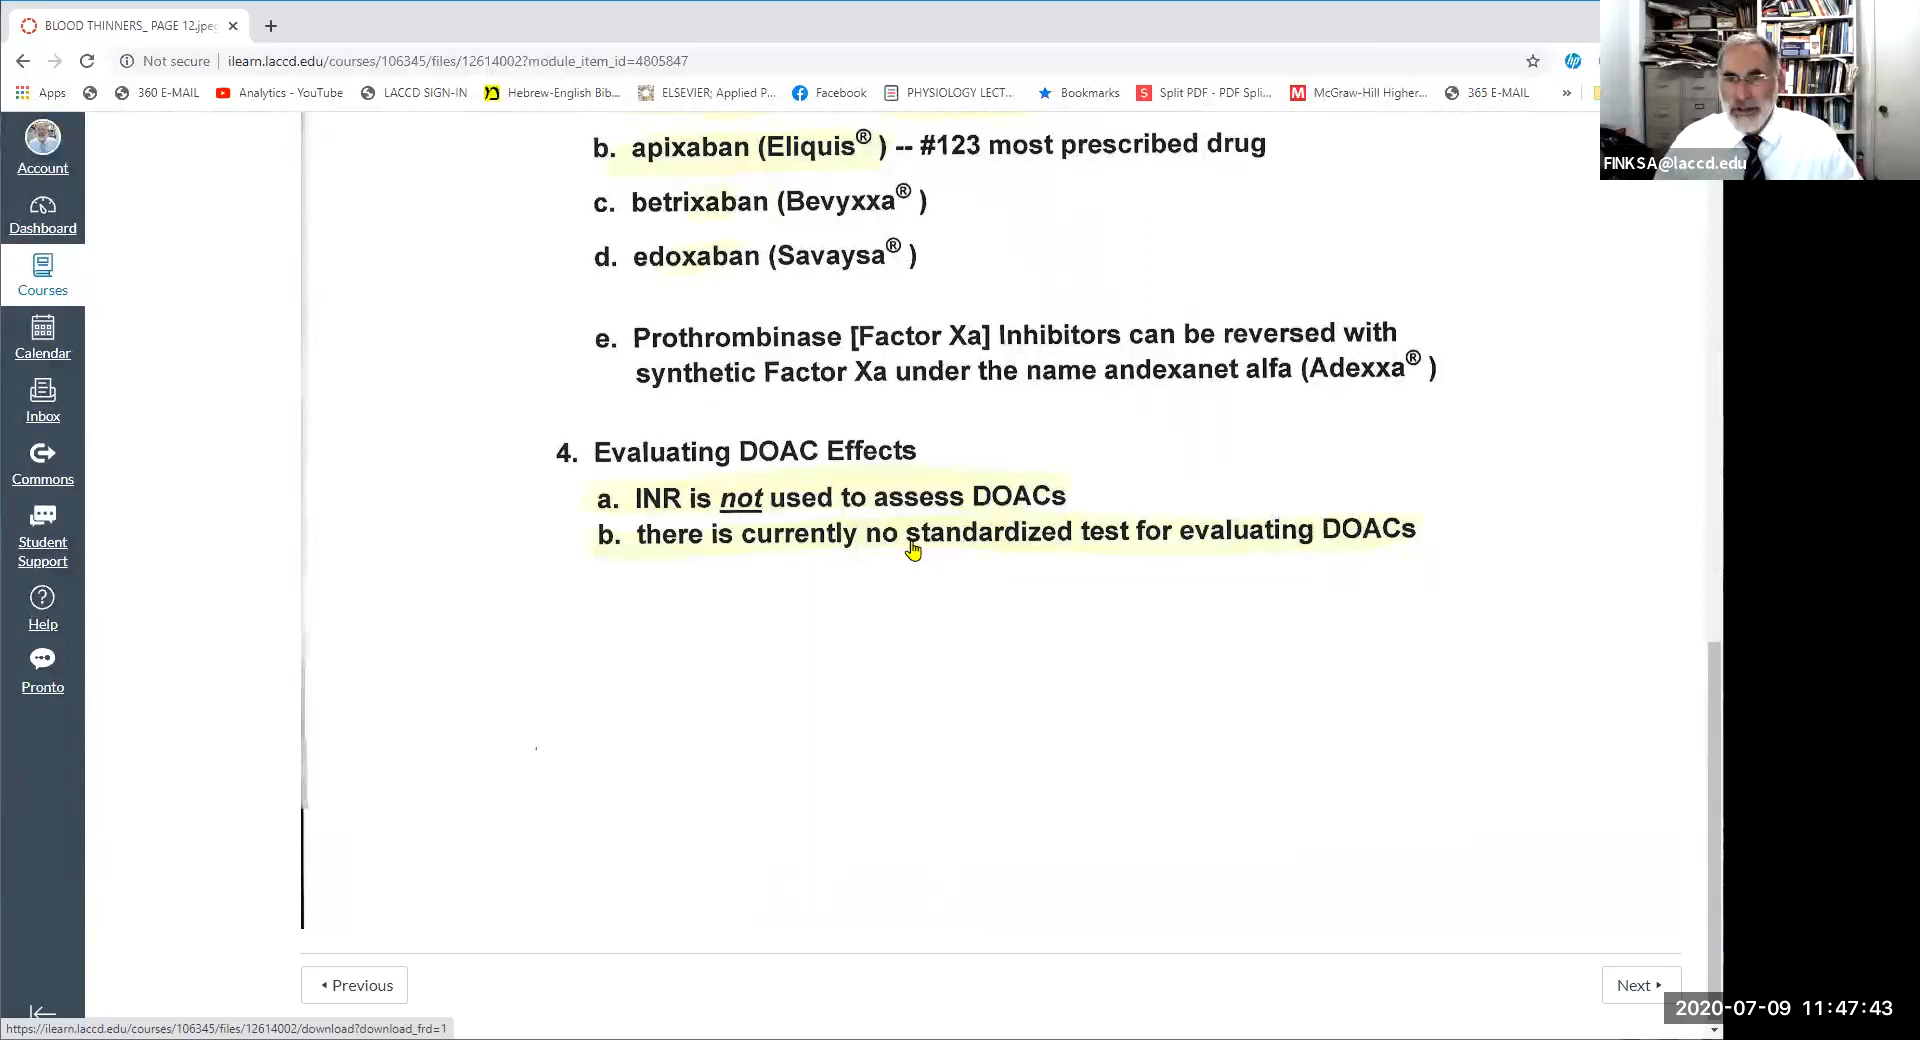 BLOOD THINNERS_ PAGE 12.jpeg
Not secure ilearn.laccd.edu/courses/106345/files/12614002?module_item_id=4805847
Apps 360 E-MAIL Analytics - YouTube LACCD SIGN-IN Hebrew-English Bib... ELSEVIER; Applied P... Facebook PHYSIOLOGY LECT... Bookmarks Split PDF - PDF Spli... McGraw-Hill Higher... 365 E-MAIL »
FINKSA@laccd.edu
Account
Dashboard
Courses
Calendar
Inbox
Commons
Student
Support
Help
Pronto
b. apixaban (Eliquis® ) -- #123 most prescribed drug
c. betrixaban (Bevyxxa® )
d. edoxaban (Savaysa® )
e. Prothrombinase [Factor Xa] Inhibitors can be reversed with
synthetic Factor Xa under the name andexanet alfa (Adexxa® )
4. Evaluating DOAC Effects
a. INR is not used to assess DOACs
b. there is currently no standardized test for evaluating DOACs
Previous
Next
2020-07-09 11:47:43
https://ilearn.laccd.edu/courses/106345/files/12614002/download?download_frd=1